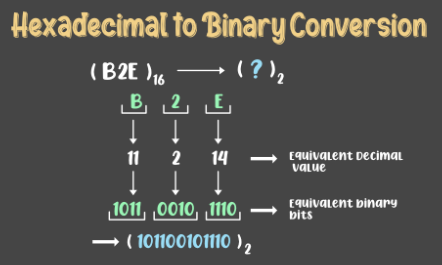 Hexadecimal to Binary Conversion
( B2E )16 → ( ? )2
B 2 E
11 2 14 → Equivalent Decimal
value
1011 0010 1110 → Equivalent binary
bits
→ ( 101100101110 )2